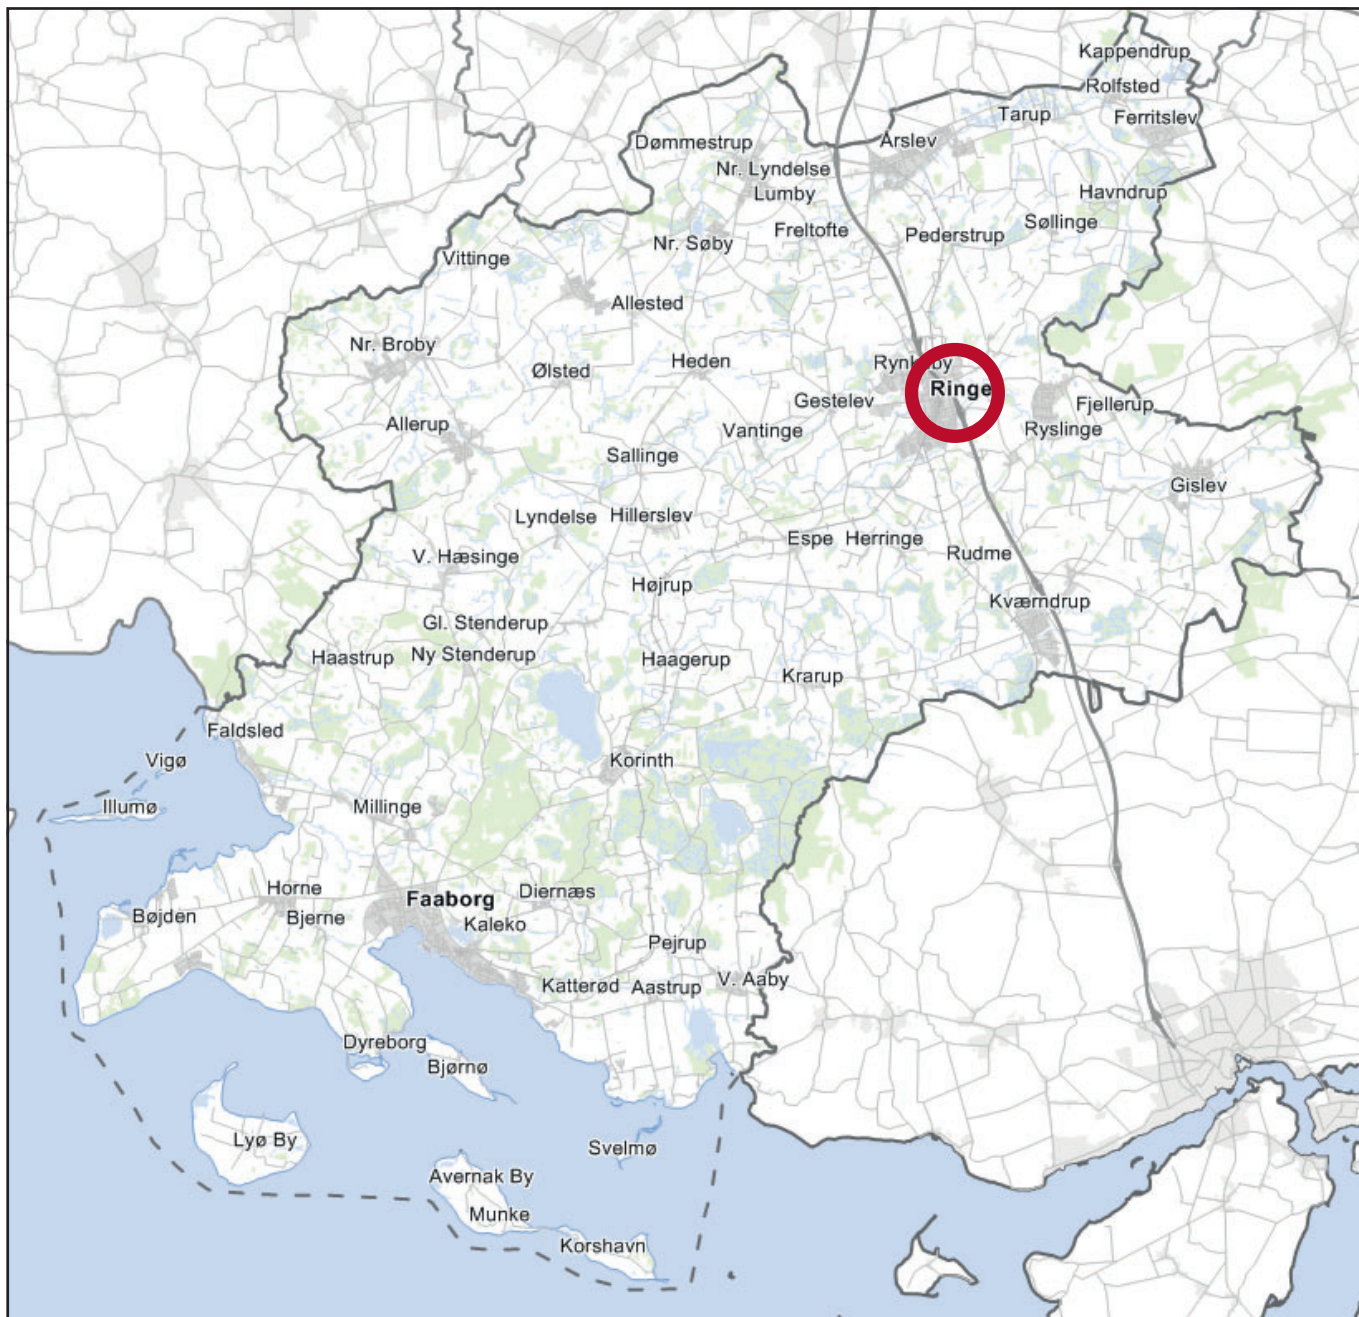 Kappendrup
Rolfsted
Tarup
Ferritslev
Dømmestrup
Årslev
Nr. Lyndelse
Lumby
Havndrup
Freltofte
Søllinge
Pederstrup
Nr. Søby
Vittinge
Allested
Nr. Broby
Ølsted
Heden
Rynkeby
Ringe
Gestelev
Fjellerup
Allerup
Vantinge
Ryslinge
Sallinge
Gislev
Lyndelse
Hillerslev
Espe
Herringe
Rudme
V. Hæsinge
Højrup
Kværndrup
Gl. Stenderup
Haastrup
Ny Stenderup
Haagerup
Krarup
Faldsled
Vigø
Korinth
Illumø
Millinge
Horne
Faaborg
Diernæs
Bøjden
Bjerne
Kaleko
Pejrup
Katterød
Aastrup
V. Aaby
Dyreborg
Bjørnø
Lyø By
Svelmø
Avernak By
Munke
Korshavn